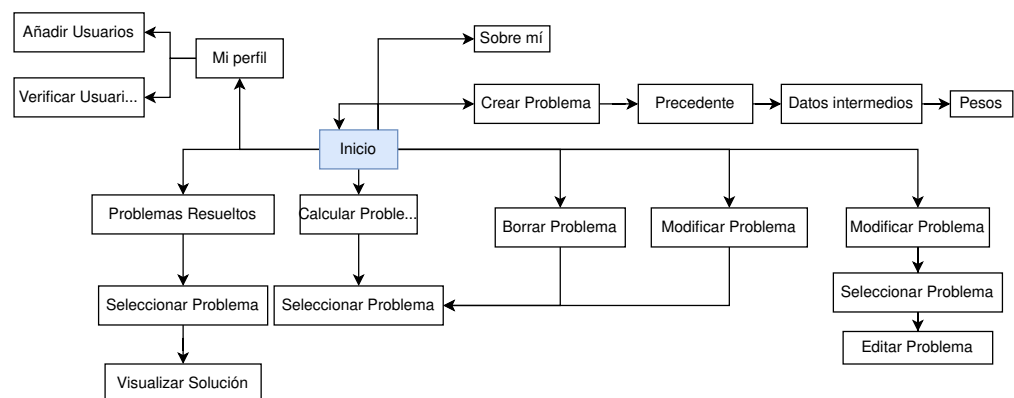 Añadir Usuarios
Sobre mí
Mi perfil
Verificar Usuari...
Crear Problema
Precedente
Datos intermedios
Pesos
Inicio
Problemas Resueltos
Calcular Proble...
Borrar Problema
Modificar Problema
Modificar Problema
Seleccionar Problema
Seleccionar Problema
Seleccionar Problema
Editar Problema
Visualizar Solución